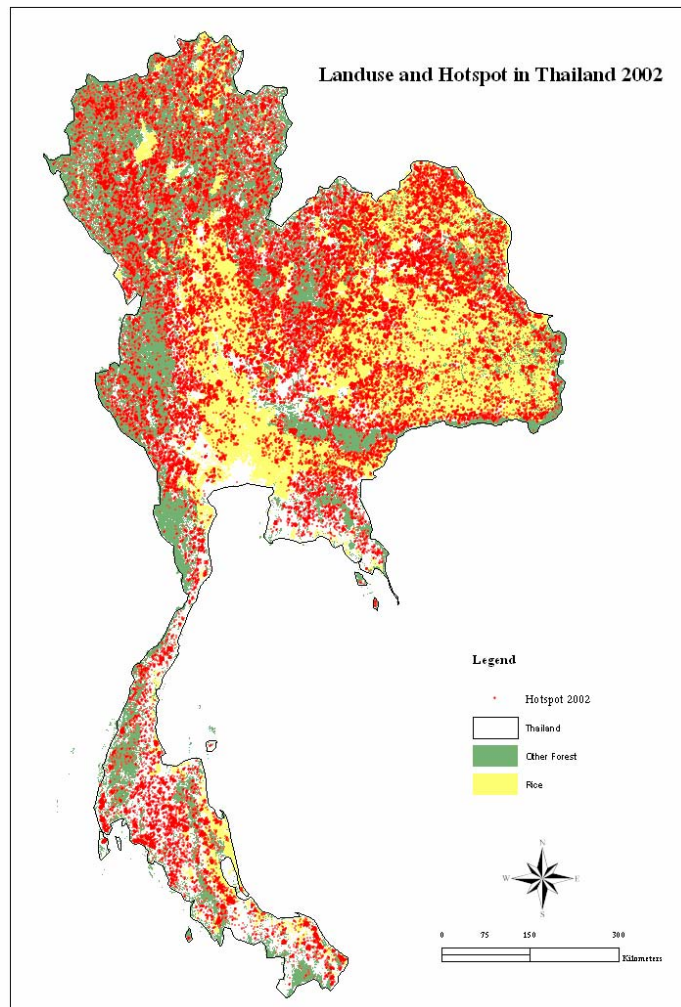 Landuse and Hotspot in Thailand 2002
Legend
Hotspot 2002
Thailand
Other Forest
Rice
N
W E
S
0 75 150 300
Kilometers